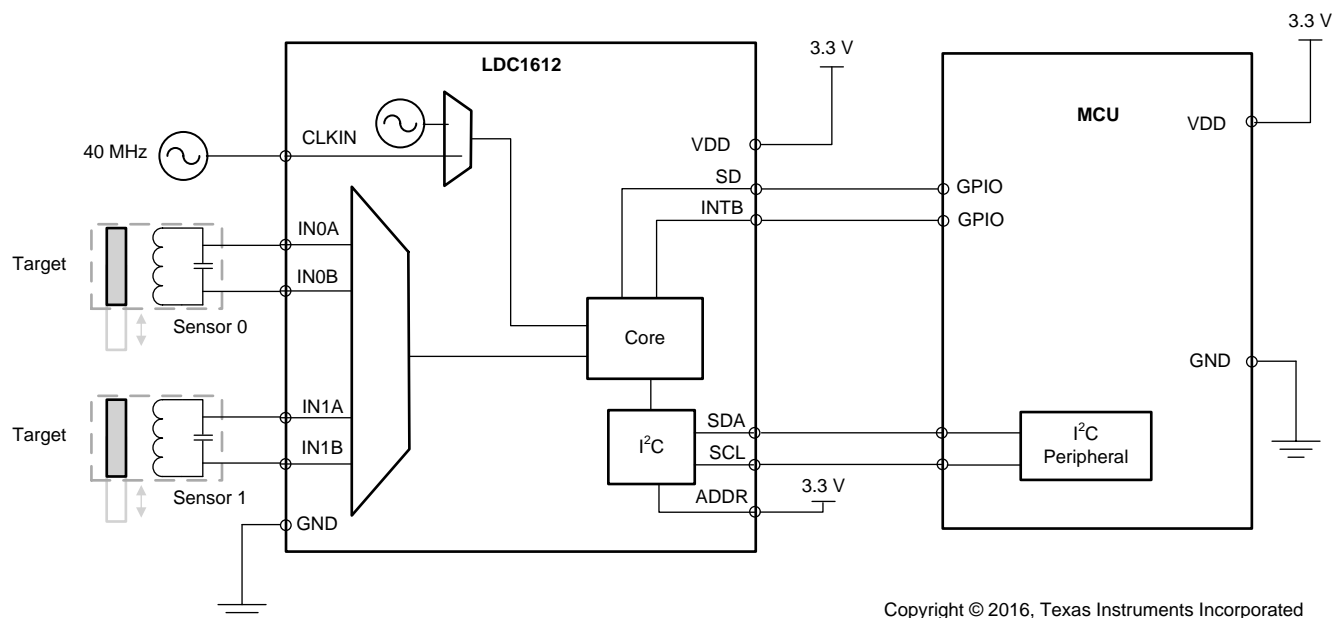 3.3 V
LDC1612
3.3 V
MCU
CLKIN
40 MHz
VDD
VDD
SD
GPIO
INTB
GPIO
IN0A
Target
IN0B
Sensor 0
Core
GND
IN1A
SDA
Target
IN1B
I²C
SCL
I²C
Peripheral
Sensor 1
ADDR
3.3 V
GND
Copyright © 2016, Texas Instruments Incorporated